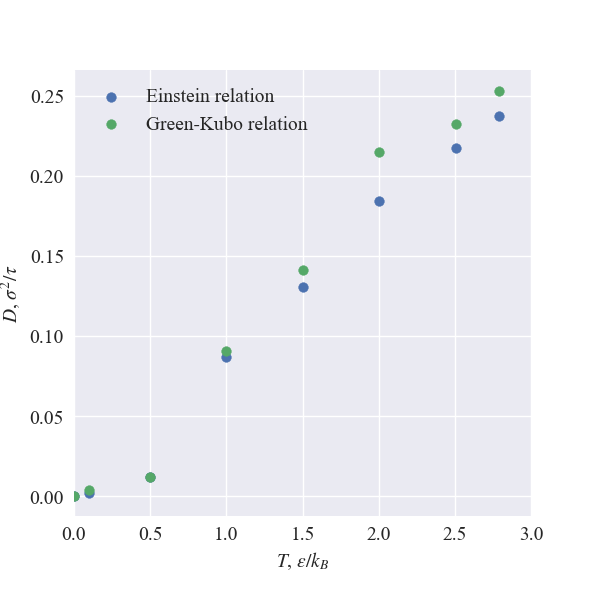 0.25
0.20
0.15
0.10
0.05
0.00
D, σ²/τ
Einstein relation
Green-Kubo relation
0.0 0.5 1.0 1.5 2.0 2.5 3.0
T, ε/k_B